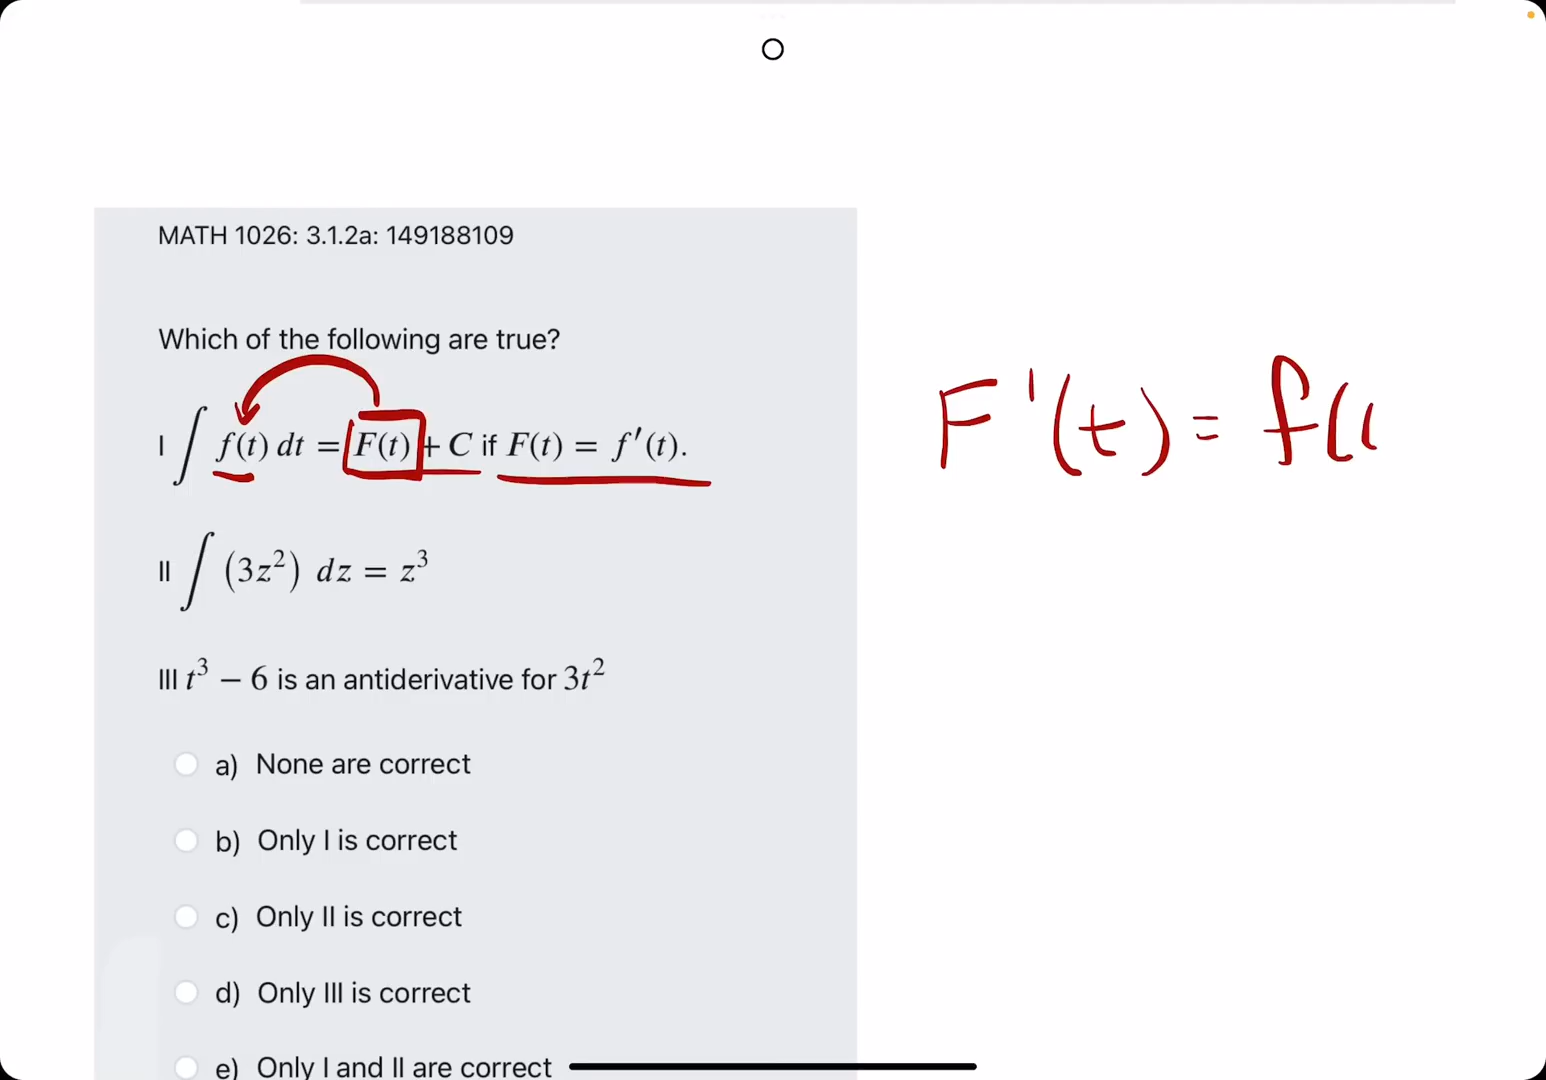 MATH 1026: 3.1.2a: 149188109
Which of the following are true?
I ∫ f(t) dt = F(t) + C if F(t) = f′(t).
F'(t) = f(
II ∫ (3z²) dz = z³
III t³ − 6 is an antiderivative for 3t²
a) None are correct
b) Only I is correct
c) Only II is correct
d) Only III is correct
e) Only I and II are correct